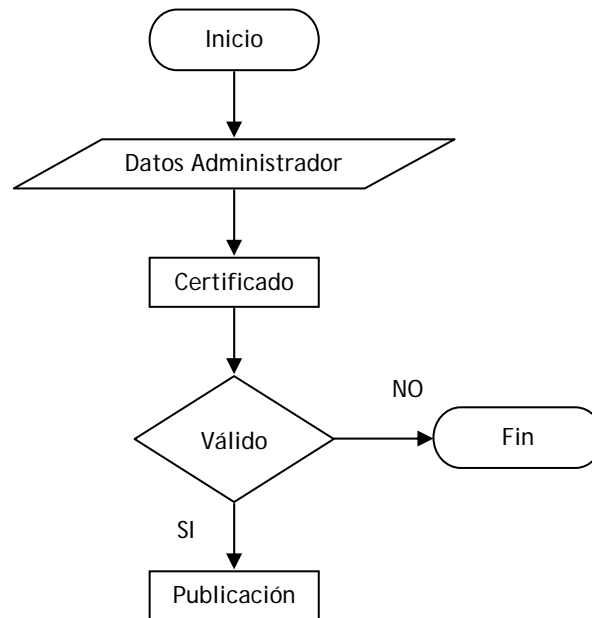 Inicio
Datos Administrador
Certificado
NO
Válido
Fin
SI
Publicación